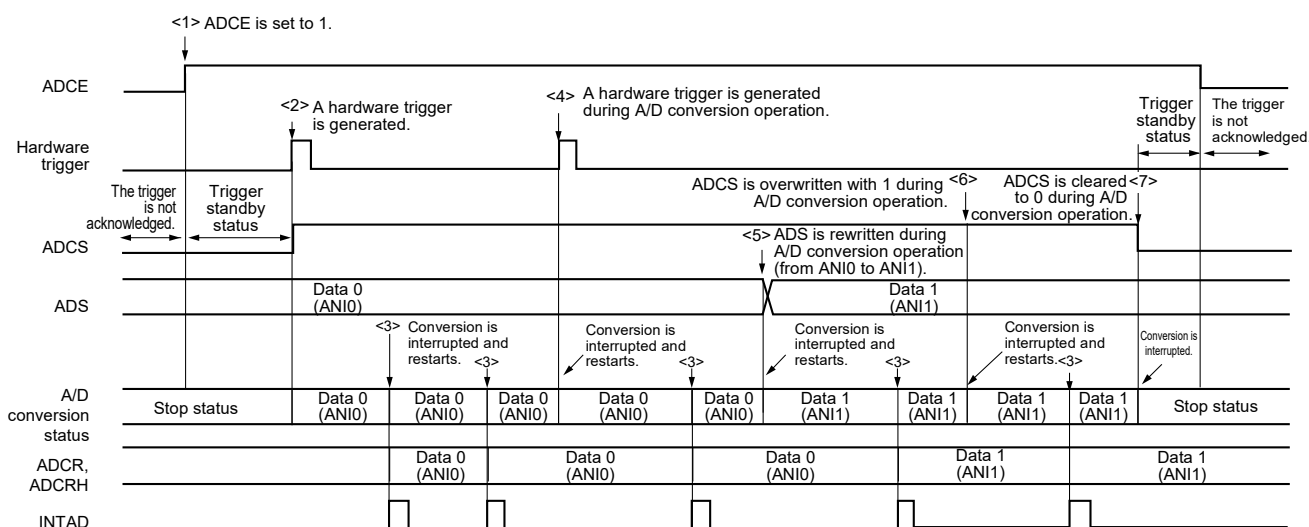 <1> ADCE is set to 1.
ADCE
<2> A hardware trigger
is generated.
<4> A hardware trigger is generated
during A/D conversion operation.
Trigger
standby
status
The trigger
is not
acknowledged
Hardware
trigger
The trigger
is not
acknowledged.
Trigger
standby
status
ADCS is overwritten with 1 during <6>
A/D conversion operation.
ADCS is cleared <7>
to 0 during A/D
conversion operation.
ADCS
<5> ADS is rewritten during
A/D conversion operation
(from ANI0 to ANI1).
ADS
Data 0
(ANI0)
Data 1
(ANI1)
<3> Conversion is
interrupted and
restarts. <3>
Conversion is
interrupted and
restarts. <3>
Conversion is
interrupted and
restarts. <3>
Conversion is
interrupted and
restarts.<3>
Conversion is
interrupted.
A/D
conversion
status
Stop status
Data 0
(ANI0)
Data 0
(ANI0)
Data 0
(ANI0)
Data 0
(ANI0)
Data 0
(ANI0)
Data 1
(ANI1)
Data 1
(ANI1)
Data 1
(ANI1)
Data 1
(ANI1)
Stop status
ADCR,
ADCRH
Data 0
(ANI0)
Data 0
(ANI0)
Data 0
(ANI0)
Data 1
(ANI1)
Data 1
(ANI1)
INTAD